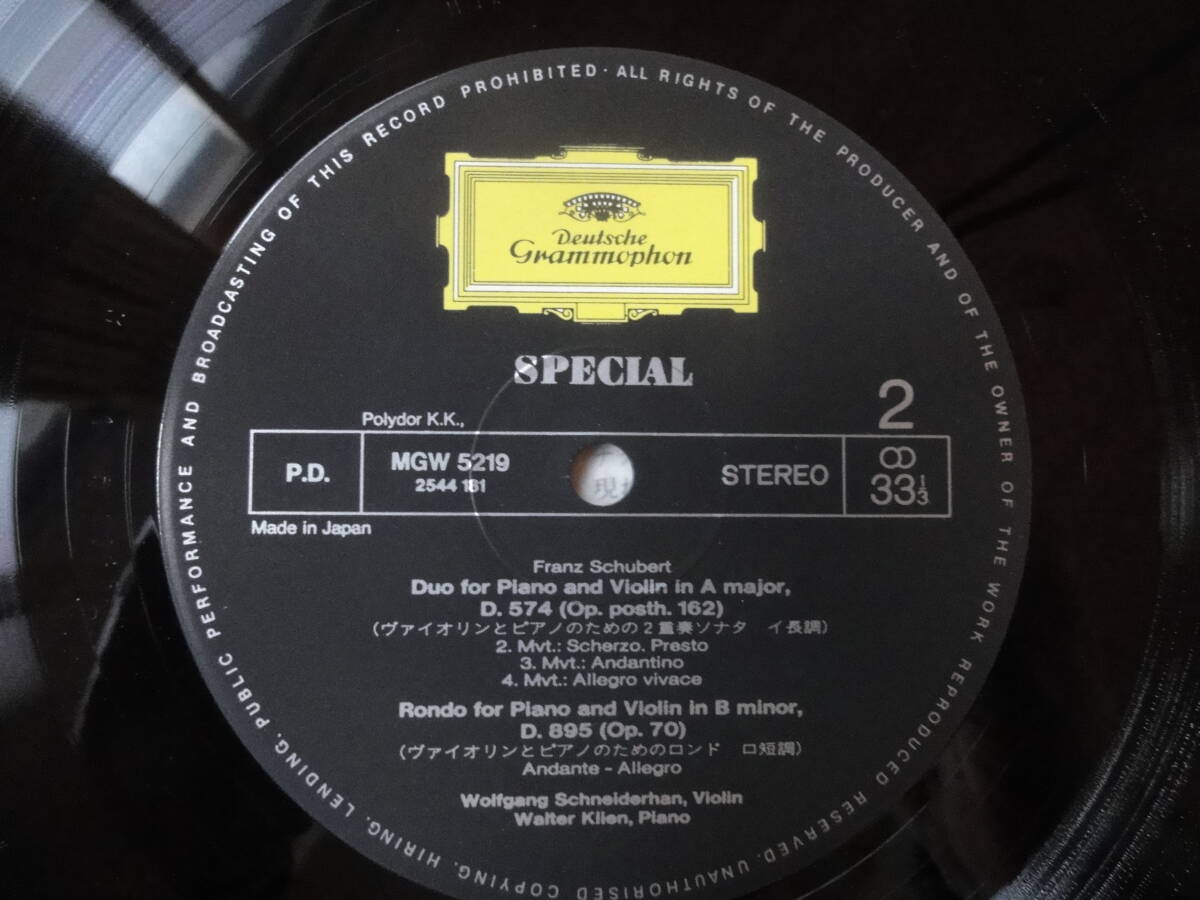 PUBLIC PERFORMANCE AND BROADCASTING OF THIS RECORD PROHIBITED · ALL RIGHTS OF THE PRODUCER AND OF THE OWNER OF THE WORK REPRODUCED RESERVED. UNAUTHORISED COPYING, HIRING, LENDING,
Deutsche
Grammophon
SPECIAL
2
Polydor K.K.,
P.D.
MGW 5219
2544 181
STEREO
33 1/3
現
Made in Japan
Franz Schubert
Duo for Piano and Violin in A major,
D. 574 (Op. posth. 162)
(ヴァイオリンとピアノのための2重奏ソナタ イ長調)
2. Mvt.: Scherzo. Presto
3. Mvt.: Andantino
4. Mvt.: Allegro vivace
Rondo for Piano and Violin in B minor,
D. 895 (Op. 70)
(ヴァイオリンとピアノのためのロンド ロ短調)
Andante – Allegro
Wolfgang Schneiderhan, Violin
Walter Klien, Piano